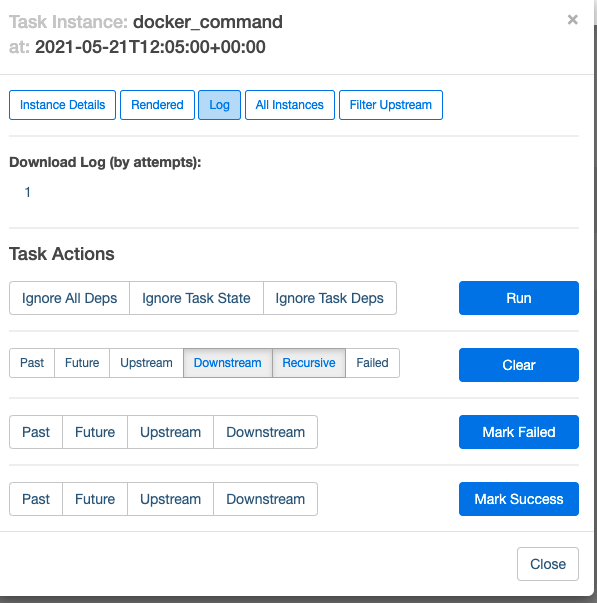 Task Instance: docker_command
at: 2021-05-21T12:05:00+00:00
×
Instance Details Rendered Log All Instances Filter Upstream
Download Log (by attempts):
1
Task Actions
Ignore All Deps Ignore Task State Ignore Task Deps Run
Past Future Upstream Downstream Recursive Failed Clear
Past Future Upstream Downstream Mark Failed
Past Future Upstream Downstream Mark Success
Close